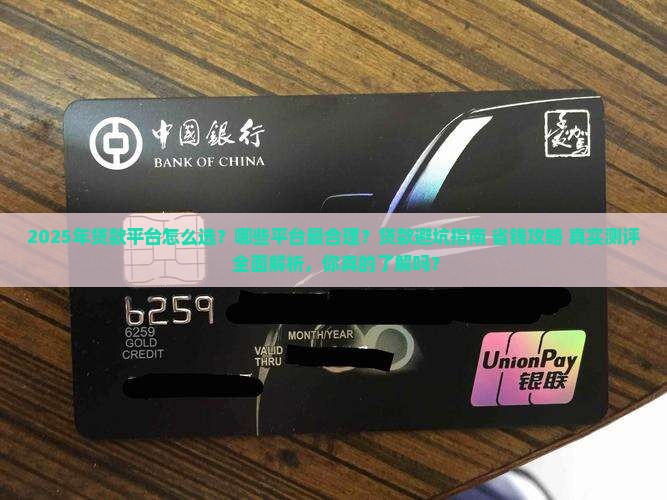 中国银行
BANK OF CHINA
爱驾
2025年贷款平台怎么选？哪些平台最合理？贷款避坑指南 省钱攻略 真实测评
全面解析，你真的了解吗？
6259
6259
GOLD
CREDIT
MONTH/YEAR
VALID
THRU
UnionPay
银联